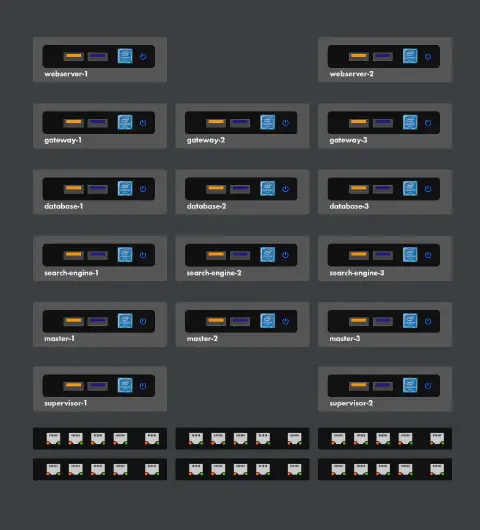 webserver-1
webserver-2
gateway-1
gateway-2
gateway-3
database-1
database-2
database-3
search-engine-1
search-engine-2
search-engine-3
master-1
master-2
master-3
supervisor-1
supervisor-2